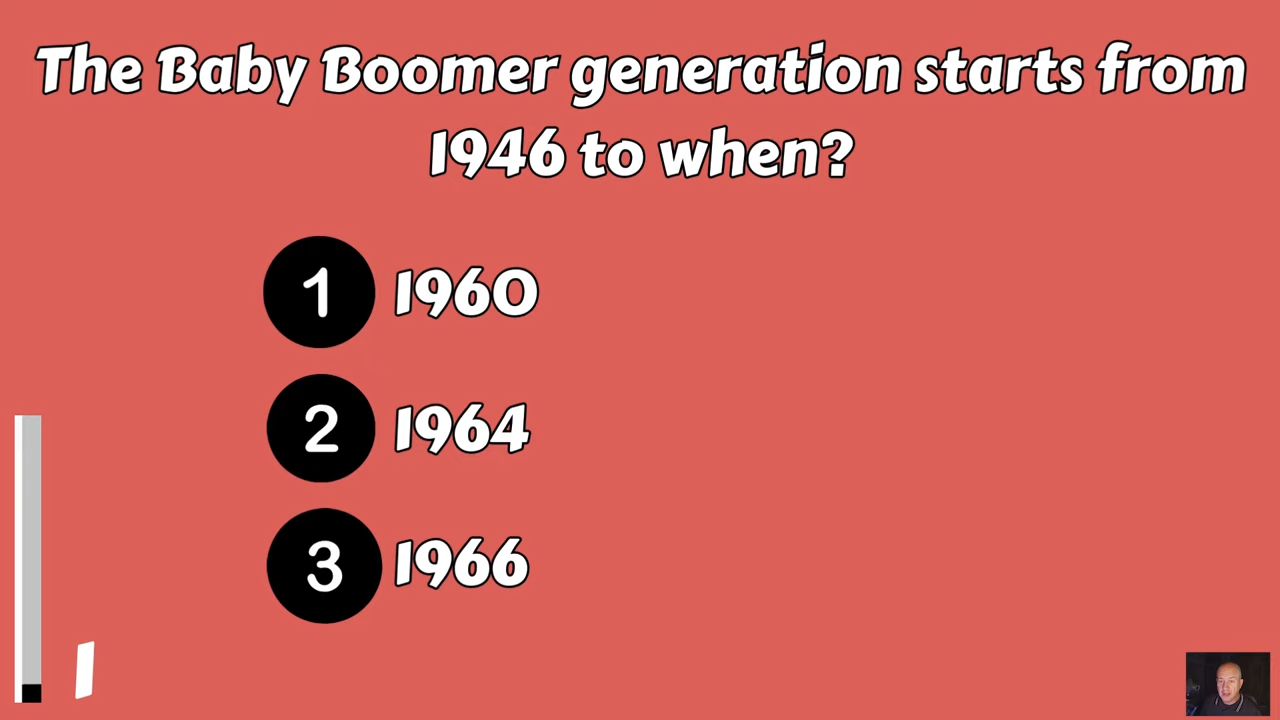 The Baby Boomer generation starts from
1946 to when?
1 1960
2 1964
3 1966
1